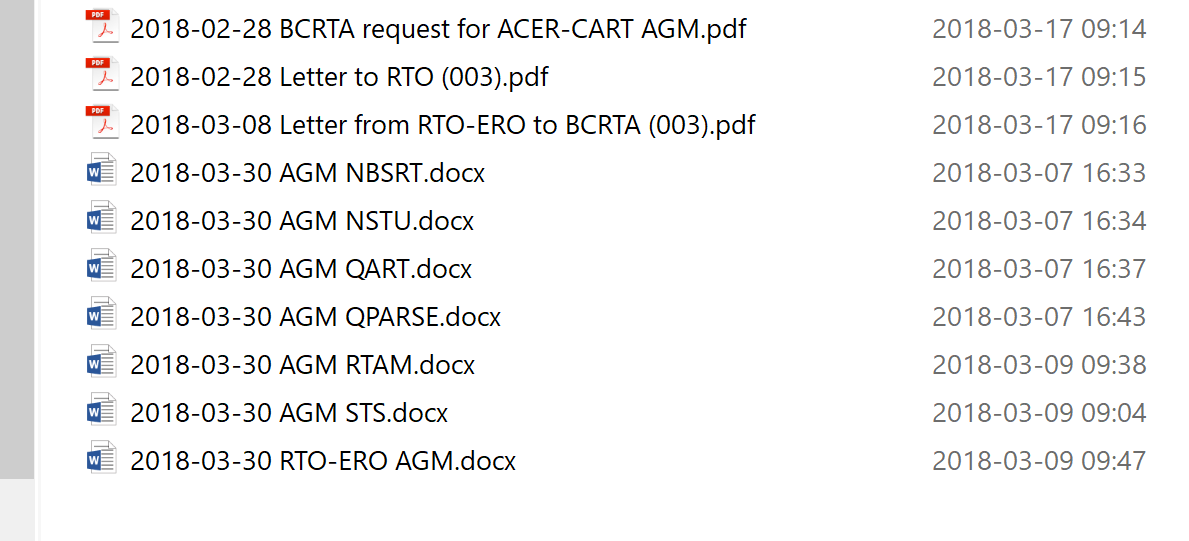 2018-02-28 BCRTA request for ACER-CART AGM.pdf 2018-03-17 09:14
2018-02-28 Letter to RTO (003).pdf 2018-03-17 09:15
2018-03-08 Letter from RTO-ERO to BCRTA (003).pdf 2018-03-17 09:16
2018-03-30 AGM NBSRT.docx 2018-03-07 16:33
2018-03-30 AGM NSTU.docx 2018-03-07 16:34
2018-03-30 AGM QART.docx 2018-03-07 16:37
2018-03-30 AGM QPARSE.docx 2018-03-07 16:43
2018-03-30 AGM RTAM.docx 2018-03-09 09:38
2018-03-30 AGM STS.docx 2018-03-09 09:04
2018-03-30 RTO-ERO AGM.docx 2018-03-09 09:47